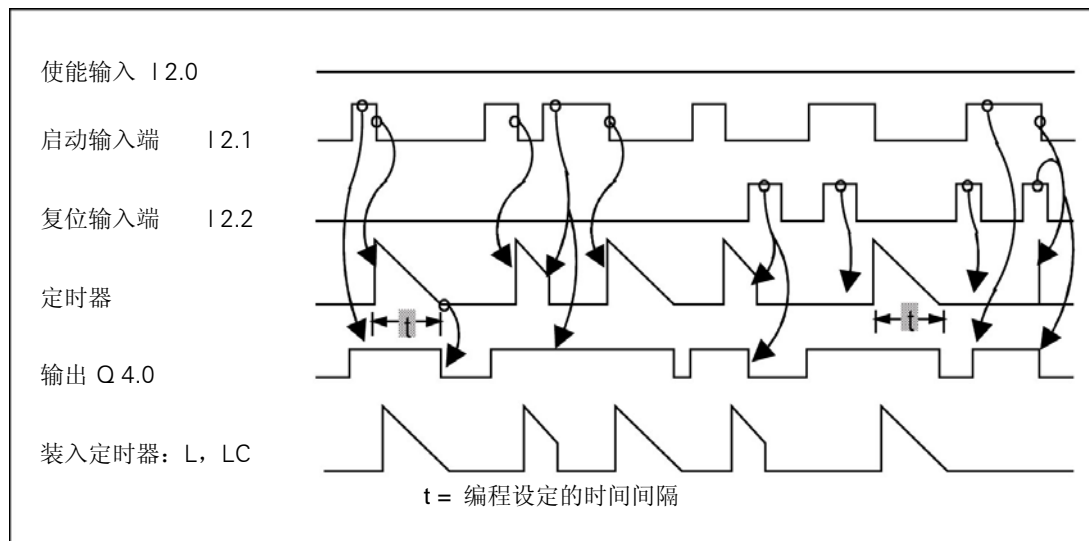 使能输入 I 2.0
启动输入端 I 2.1
复位输入端 I 2.2
定时器
t
t
输出 Q 4.0
装入定时器：L，LC
t = 编程设定的时间间隔